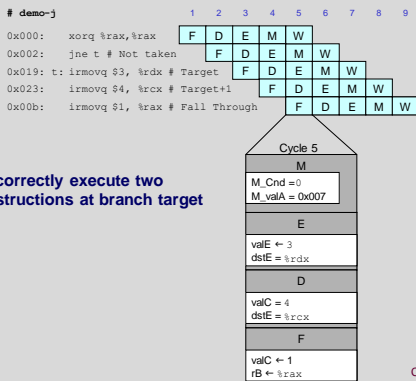 # demo-j 1 2 3 4 5 6 7 8 9
0x000: xorq %rax,%rax F D E M W
0x002: jne t # Not taken F D E M W
0x019: t: irmovq $3, %rdx # Target F D E M W
0x023: irmovq $4, %rcx # Target+1 F D E M W
0x00b: irmovq $1, %rax # Fall Through F D E M W
Cycle 5
M
M_Cnd =0
M_valA = 0x007
correctly execute two
structions at branch target
E
valE ← 3
dstE = %rdx
D
valC = 4
dstE = %rcx
F
valC ← 1
rB ← %rax